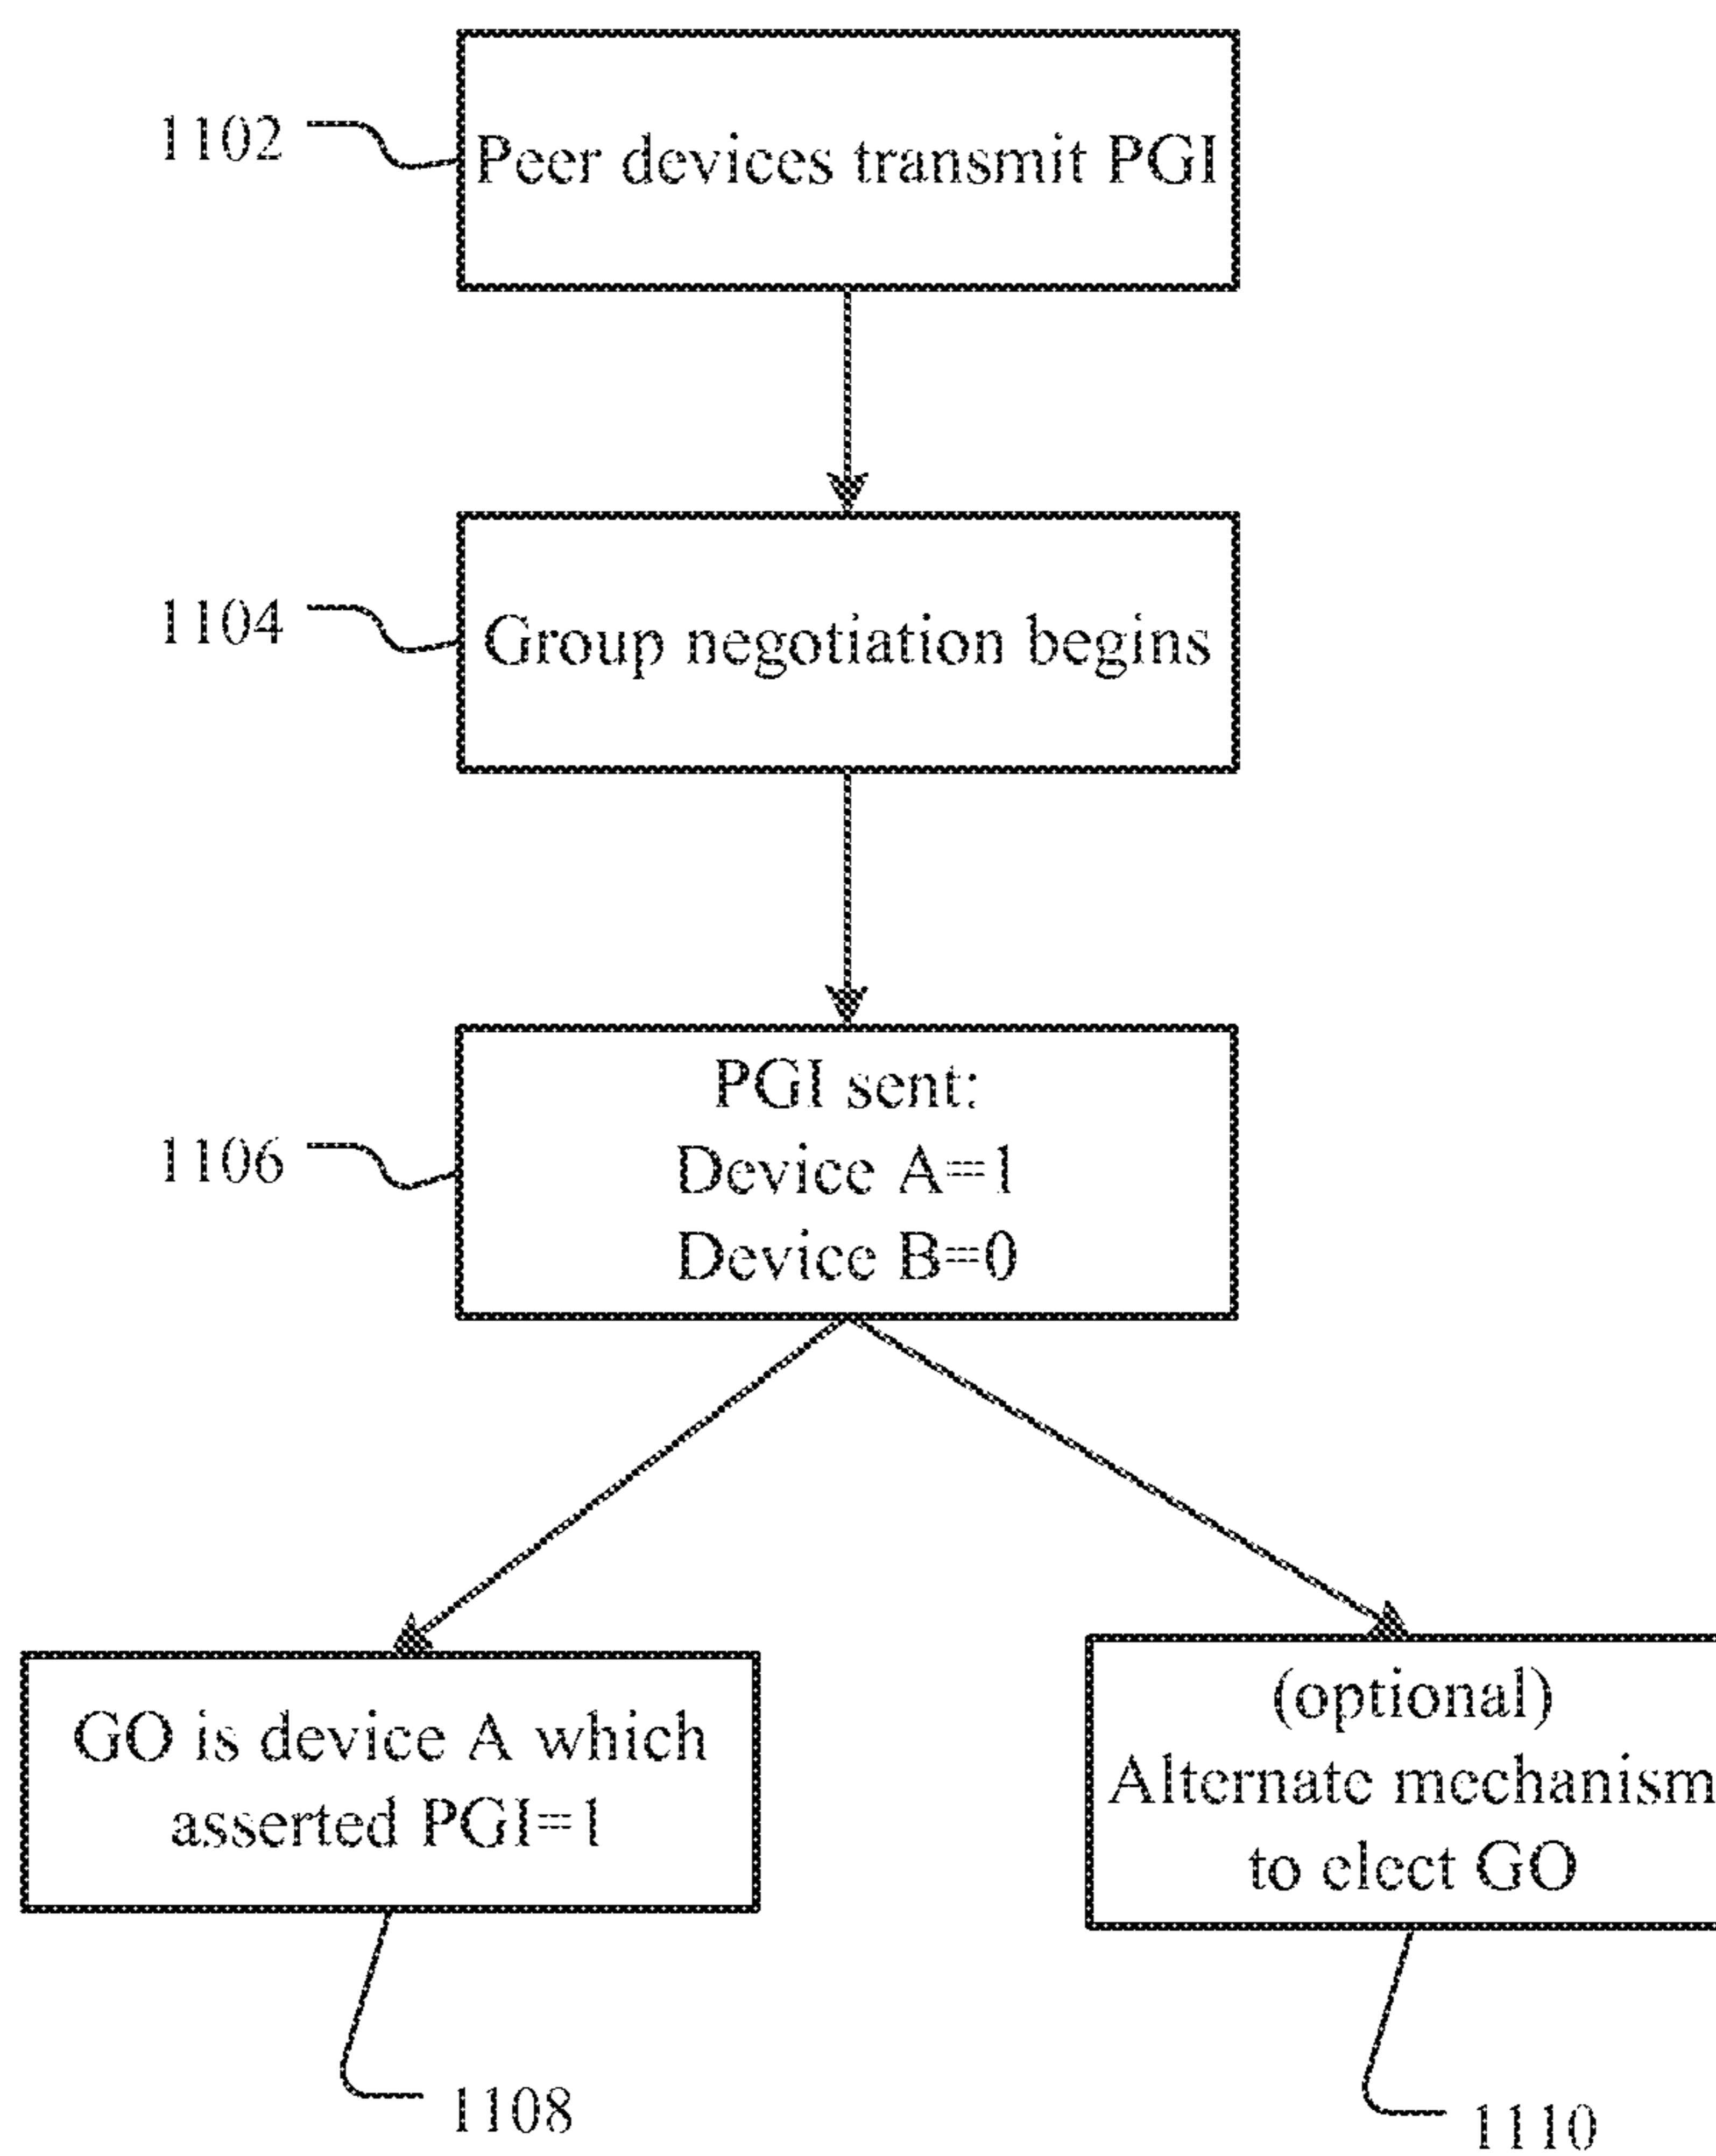 1102
Peer devices transmit PGI
1104
Group negotiation begins
1106
PGI sent:
Device A=1
Device B=0
GO is device A which
asserted PGI=1
(optional)
Alternate mechanism
to elect GO
1108
1110